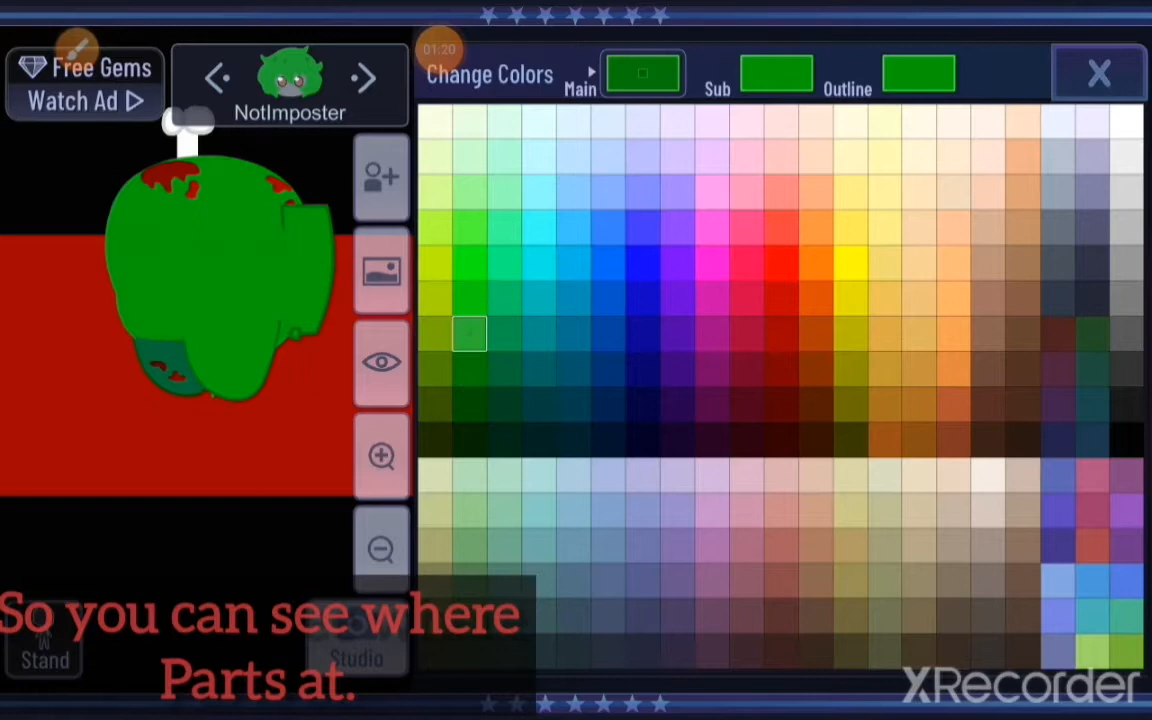 01:20
Free Gems
Watch Ad
NotImposter
Change Colors
Main
Sub
Outline
X
So you can see where
Parts at.
Stand
Studio
XRecorder